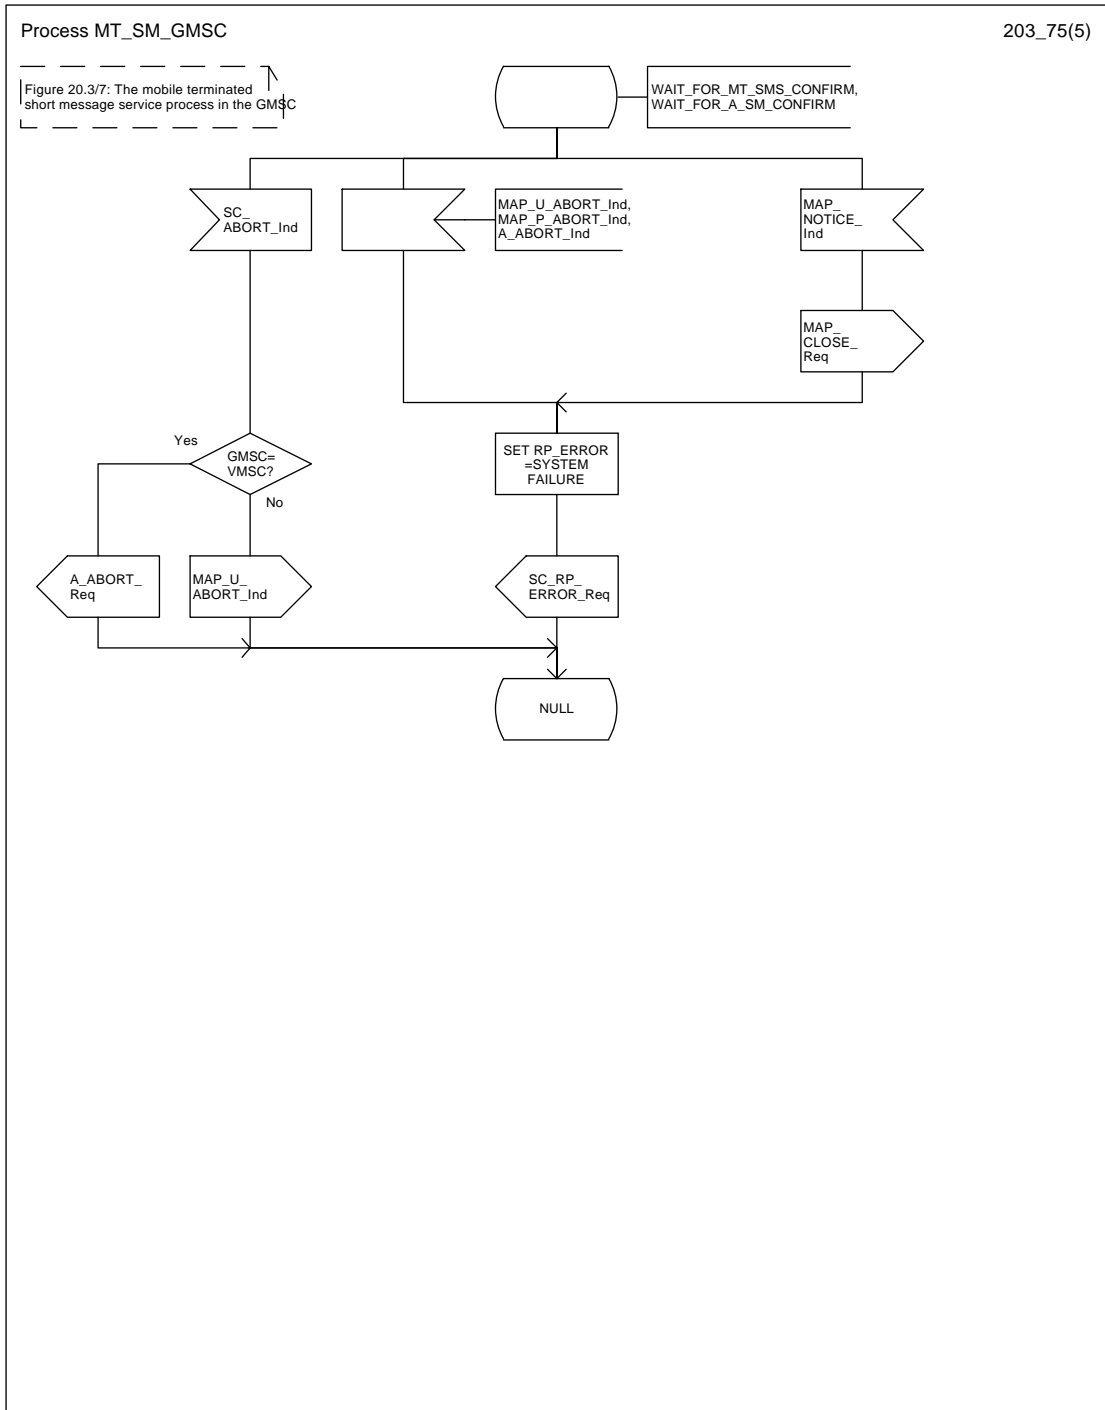 Process MT_SM_GMSC
203_75(5)
Figure 20.3/7: The mobile terminated
short message service process in the GMSC
WAIT_FOR_MT_SMS_CONFIRM,
WAIT_FOR_A_SM_CONFIRM
SC_
ABORT_Ind
MAP_U_ABORT_Ind,
MAP_P_ABORT_Ind,
A_ABORT_Ind
MAP_
NOTICE_
Ind
MAP_
CLOSE_
Req
Yes
GMSC=
VMSC?
No
SET RP_ERROR
=SYSTEM
FAILURE
A_ABORT_
Req
MAP_U_
ABORT_Ind
SC_RP_
ERROR_Req
NULL